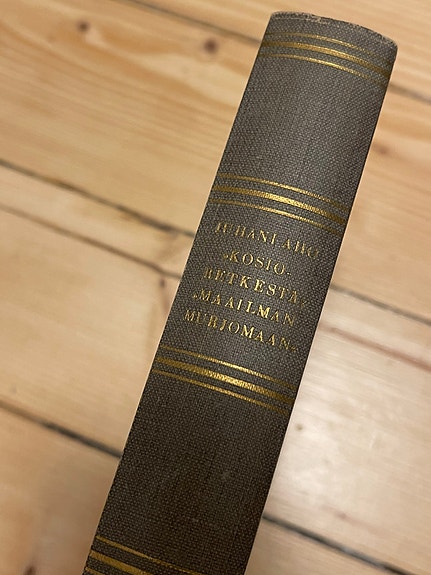 JUHANI AHO
»KOSIO-
RETKESTÄ»
»MAAILMAN
MURJOMAAN»